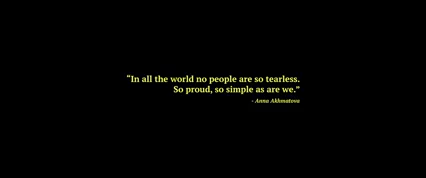 "In all the world no people are so tearless.
So proud, so simple as are we."
- Anna Akhmatova